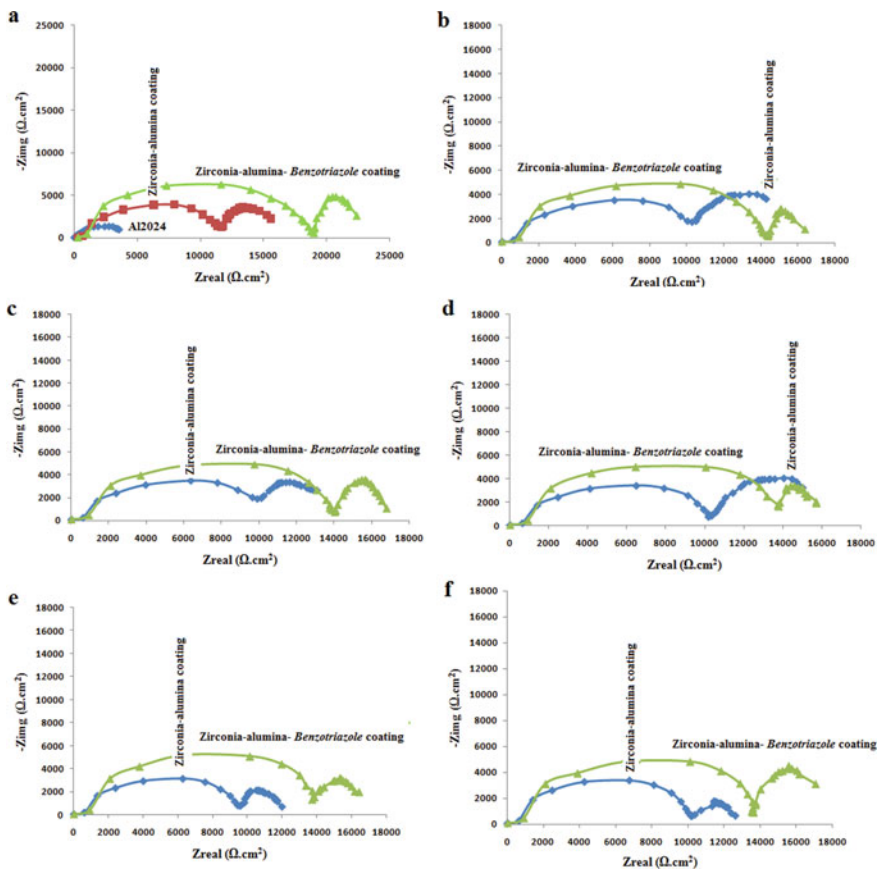 a
-Zimg (Ω.cm²)
25000
20000
15000
10000
5000
0
Zirconia-alumina coating
Zirconia-alumina- Benzotriazole coating
Al2024
0 5000 10000 15000 20000 25000
Zreal (Ω.cm²)
b
-Zimg (Ω.cm²)
18000
16000
14000
12000
10000
8000
6000
4000
2000
0
Zirconia-alumina- Benzotriazole coating
Zirconia-alumina coating
0 2000 4000 6000 8000 10000 12000 14000 16000 18000
Zreal (Ω.cm²)
c
-Zimg (Ω.cm²)
18000
16000
14000
12000
10000
8000
6000
4000
2000
0
Zirconia-alumina coating
Zirconia-alumina- Benzotriazole coating
0 2000 4000 6000 8000 10000 12000 14000 16000 18000
Zreal (Ω.cm²)
d
-Zimg (Ω.cm²)
18000
16000
14000
12000
10000
8000
6000
4000
2000
0
Zirconia-alumina- Benzotriazole coating
Zirconia-alumina coating
0 2000 4000 6000 8000 10000 12000 14000 16000 18000
Zreal (Ω.cm²)
e
-Zimg (Ω.cm²)
18000
16000
14000
12000
10000
8000
6000
4000
2000
0
Zirconia-alumina coating
Zirconia-alumina- Benzotriazole coating
0 2000 4000 6000 8000 10000 12000 14000 16000 18000
Zreal (Ω.cm²)
f
-Zimg (Ω.cm²)
18000
16000
14000
12000
10000
8000
6000
4000
2000
0
Zirconia-alumina coating
Zirconia-alumina- Benzotriazole coating
0 2000 4000 6000 8000 10000 12000 14000 16000 18000
Zreal (Ω.cm²)